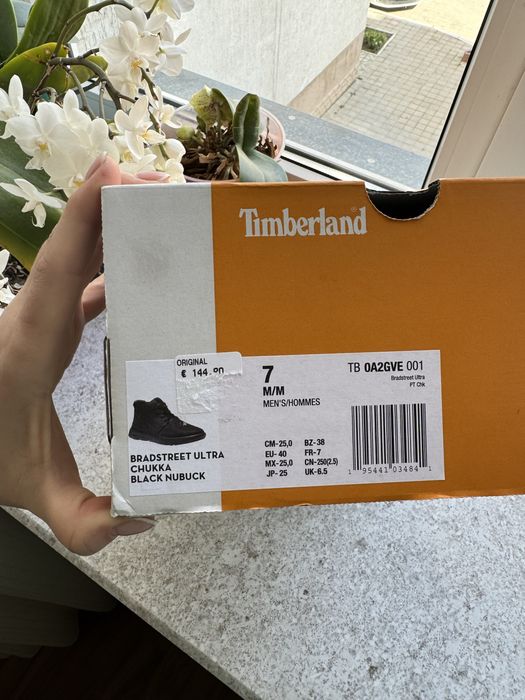 Timberland
ORIGINAL
€ 144.90
BRADSTREET ULTRA
CHUKKA
BLACK NUBUCK
7
M/M
MEN'S/HOMMES
TB 0A2GVE 001
Bradstreet Ultra
PT Chk
CM-25,0 BZ-38
EU- 40 FR-7
MX-25,0 CN-250(2.5)
JP- 25 UK-6.5
1 95441 03484 1